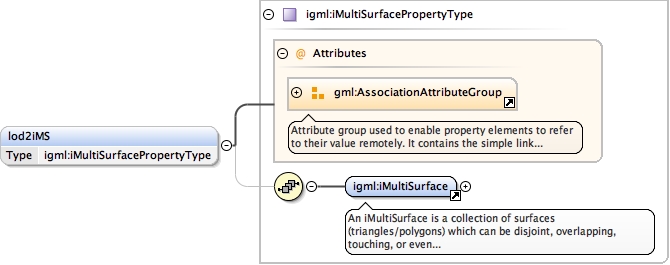 igml:iMultiSurfacePropertyType
@ Attributes
gml:AssociationAttributeGroup
Attribute group used to enable property elements to refer
to their value remotely. It contains the simple link...
lod2iMS
Type igml:iMultiSurfacePropertyType
igml:iMultiSurface
An iMultiSurface is a collection of surfaces
(triangles/polygons) which can be disjoint, overlapping,
touching, or even...